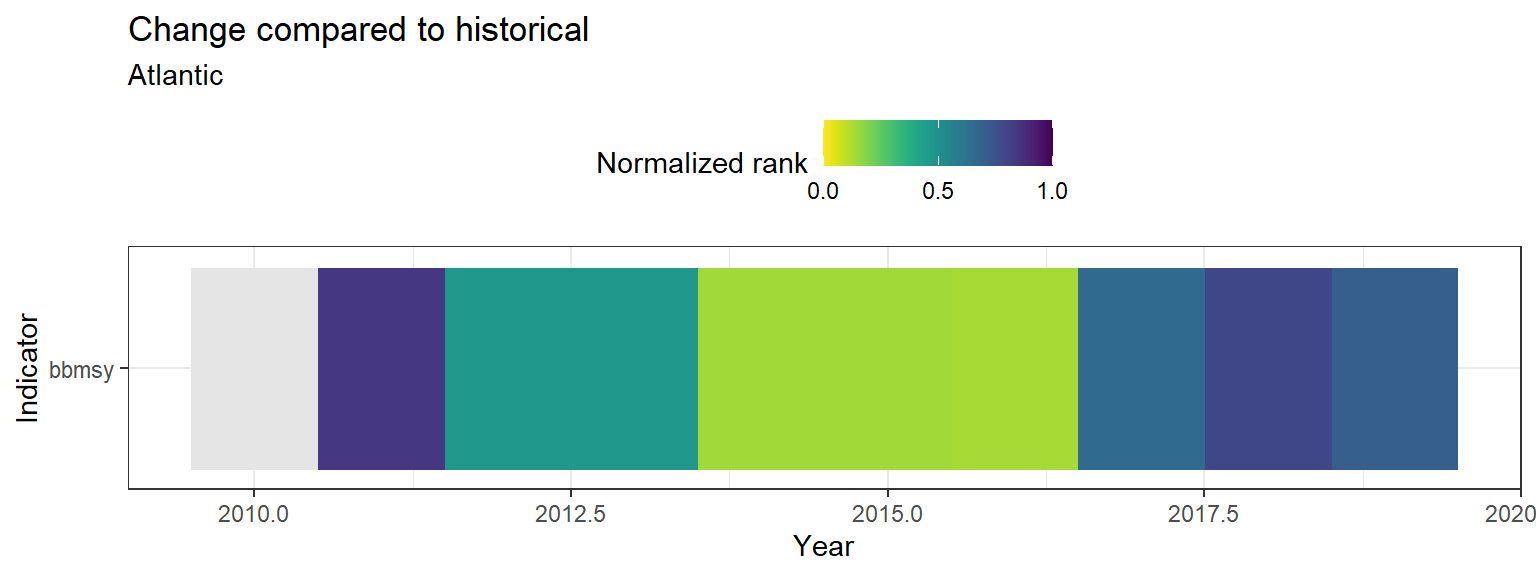 Change compared to historical
Atlantic
Normalized rank
0.0 0.5 1.0
Indicator
bbmsy
2010.0 2012.5 2015.0 2017.5 2020
Year